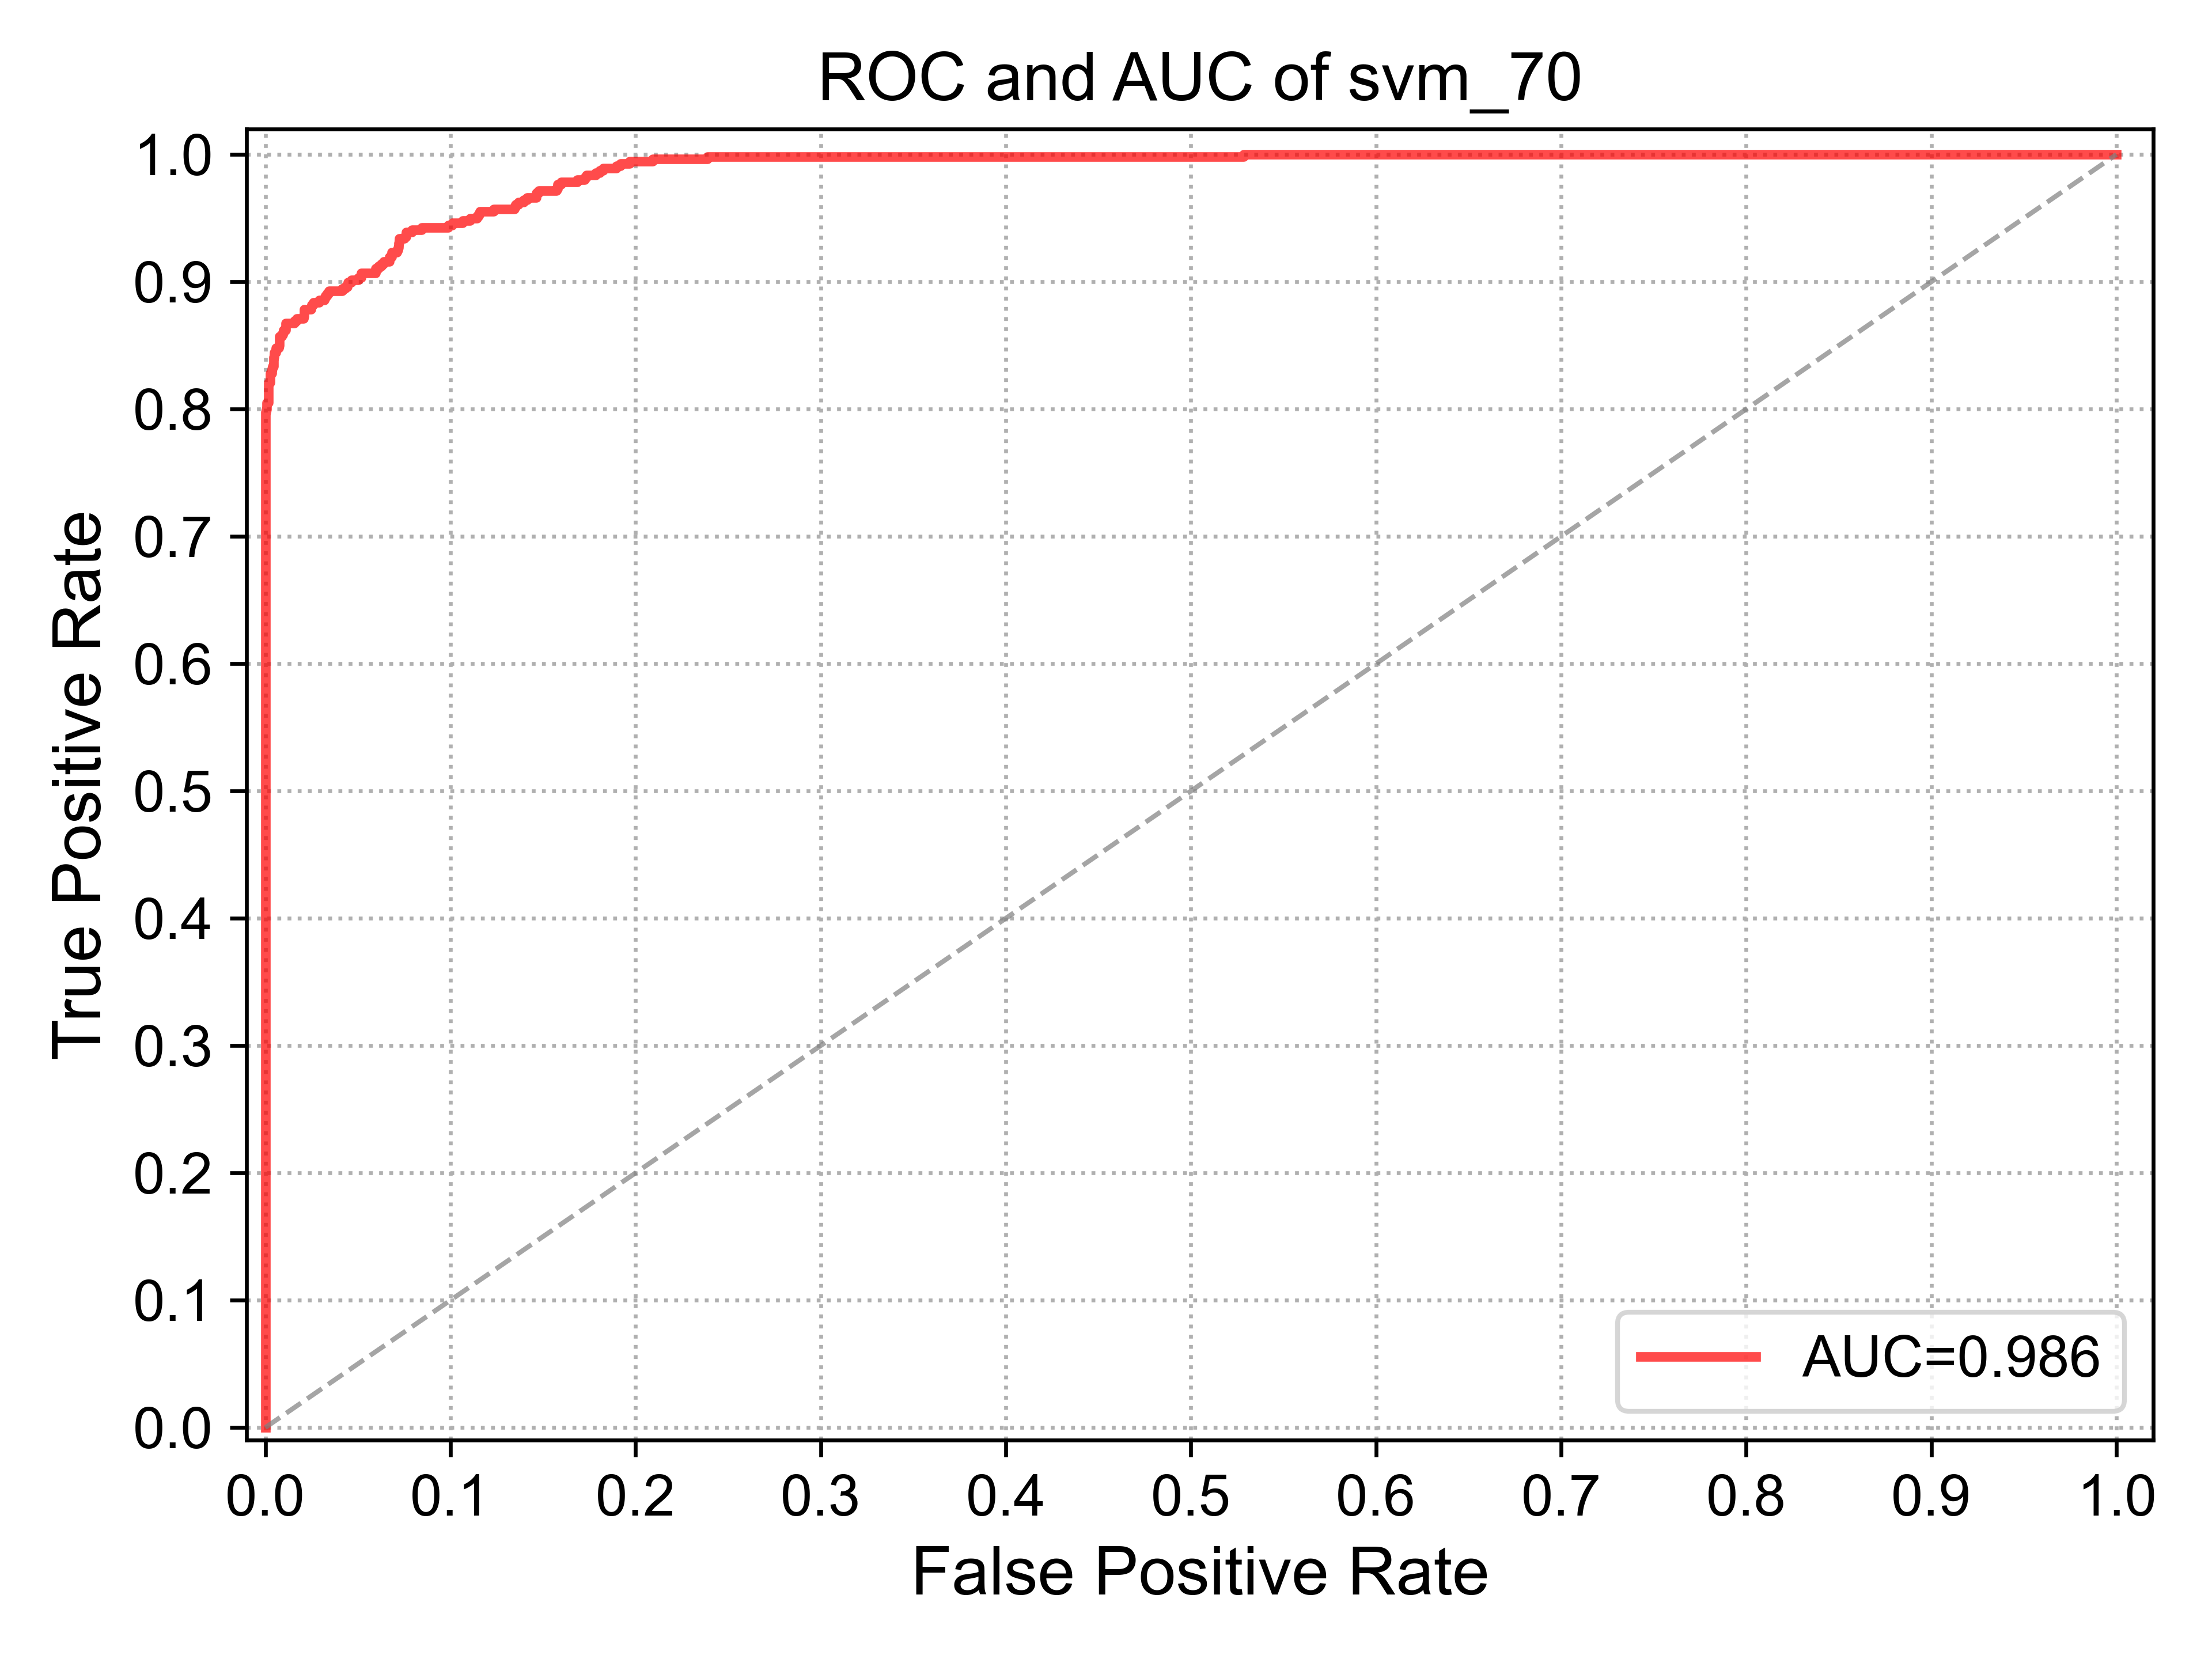 ROC and AUC of svm_70
True Positive Rate
1.0
0.9
0.8
0.7
0.6
0.5
0.4
0.3
0.2
0.1
0.0
AUC=0.986
0.0 0.1 0.2 0.3 0.4 0.5 0.6 0.7 0.8 0.9 1.0
False Positive Rate